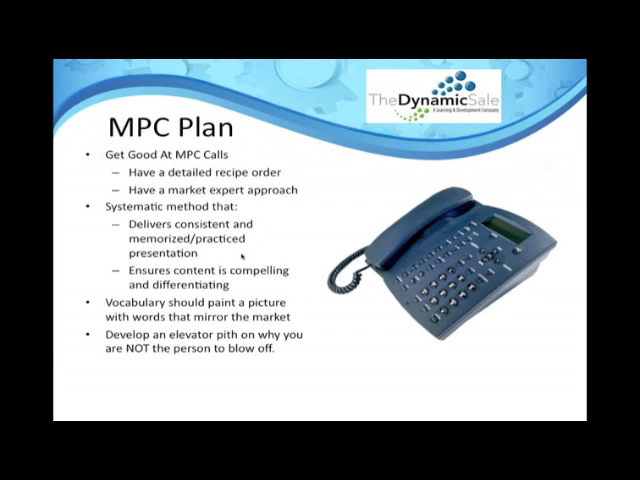 TheDynamicSale
A Learning & Development Company
MPC Plan
• Get Good At MPC Calls
– Have a detailed recipe order
– Have a market expert approach
• Systematic method that:
– Delivers consistent and
memorized/practiced
presentation
– Ensures content is compelling
and differentiating
• Vocabulary should paint a picture
with words that mirror the market
• Develop an elevator pith on why you
are NOT the person to blow off.